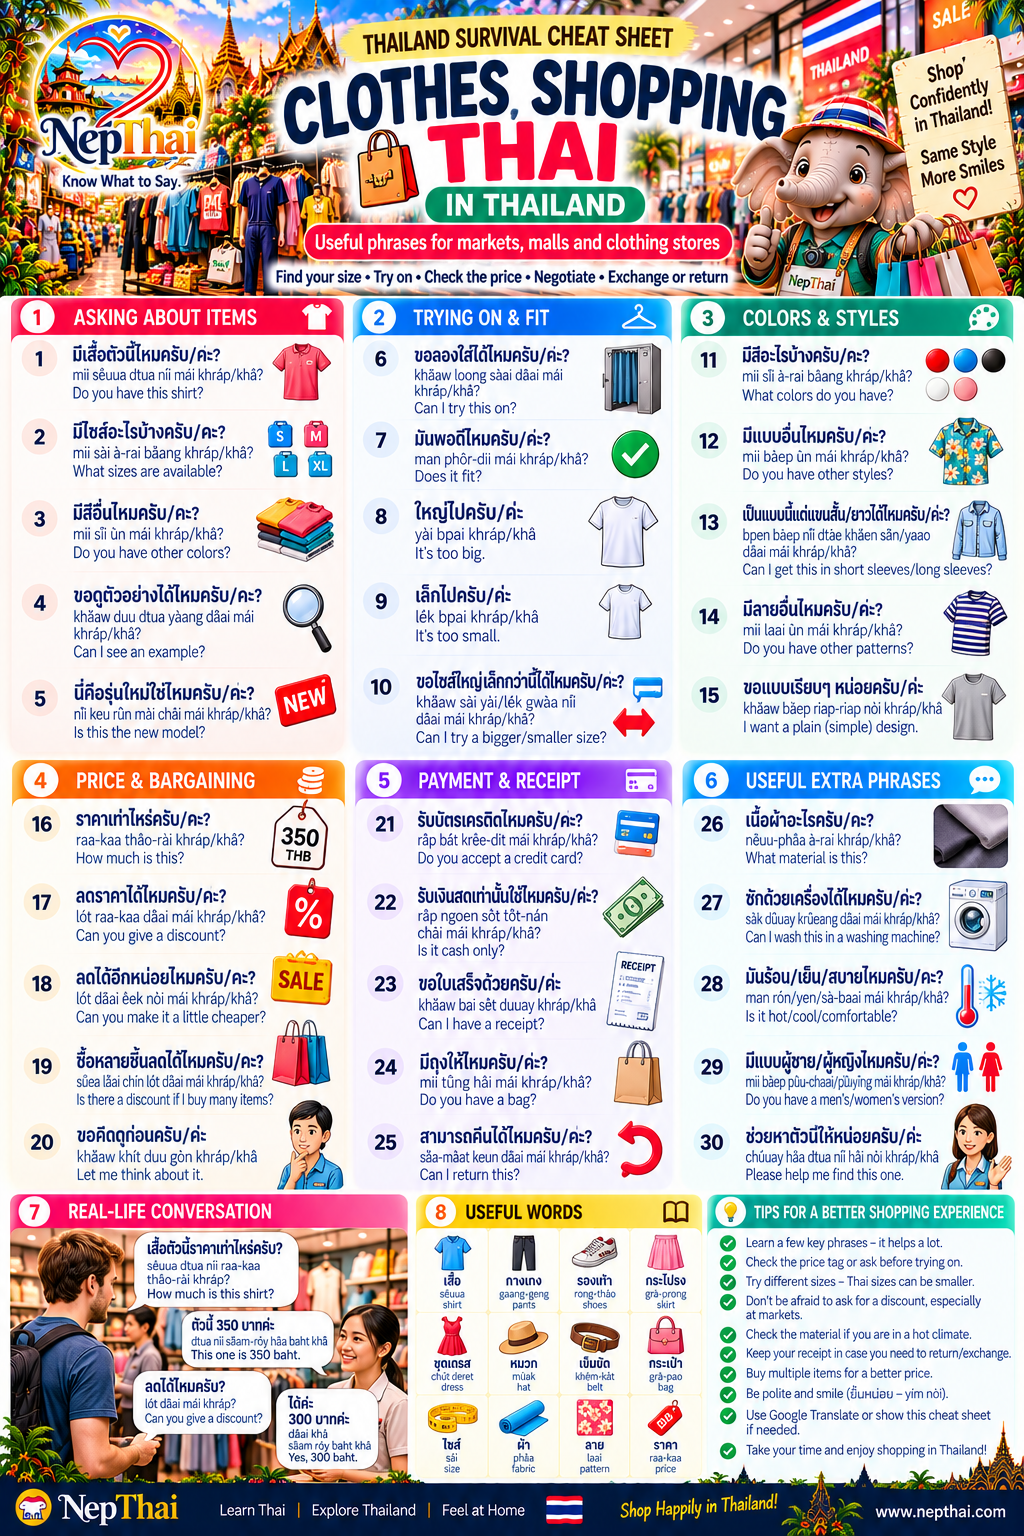 NepThai
Know What to Say.
THAILAND SURVIVAL CHEAT SHEET
CLOTHES, SHOPPING
THAI
IN THAILAND
Useful phrases for markets, malls and clothing stores
Find your size • Try on • Check the price • Negotiate • Exchange or return
THAILAND
SALE
Shop
Confidently
in Thailand!
Same Style
More Smiles
NepThai
1 ASKING ABOUT ITEMS
1 มีเสื้อตัวนี้ไหมครับ/ค่ะ?
mii sêuua dtua níi mái khráp/khâ?
Do you have this shirt?
2 มีไซส์อะไรบ้างครับ/คะ?
mii sài à-rai bâang khráp/khâ?
What sizes are available?
S M L XL
3 มีสีอื่นไหมครับ/คะ?
mii sǐi ùn mái khráp/khâ?
Do you have other colors?
4 ขอดูตัวอย่างได้ไหมครับ/คะ?
khǎaw duu dtua yàang dâai mái
khráp/khâ?
Can I see an example?
5 นี่คือรุ่นใหม่ใช่ไหมครับ/ค่ะ?
nîi keu rûn mài châi mái khráp/khâ?
Is this the new model?
NEW
2 TRYING ON & FIT
6 ขอลองใส่ได้ไหมครับ/คะ?
khǎaw loong sàai dâai mái
khráp/khâ?
Can I try this on?
7 มันพอดีไหมครับ/ค่ะ?
man phôr-dii mái khráp/khâ?
Does it fit?
8 ใหญ่ไปครับ/ค่ะ
yài bpai khráp/khâ
It's too big.
9 เล็กไปครับ/ค่ะ
lék bpai khráp/khâ
It's too small.
10 ขอไซส์ใหญ่เล็กกว่านี้ได้ไหมครับ/ค่ะ?
khǎaw sài yài/lék gwàa níi
dâai mái khráp/khâ?
Can I try a bigger/smaller size?
3 COLORS & STYLES
11 มีสีอะไรบ้างครับ/คะ?
mii sǐi à-rai bâang khráp/khâ?
What colors do you have?
12 มีแบบอื่นไหมครับ/คะ?
mii bàep ùn mái khráp/khâ?
Do you have other styles?
13 เป็นแบบนี้แต่แขนสั้น/ยาวได้ไหมครับ/คะ?
bpen bàep níi dtàe khǎen sân/yaao
dâai mái khráp/khâ?
Can I get this in short sleeves/long sleeves?
14 มีลายอื่นไหมครับ/คะ?
mii laai ùn mái khráp/khâ?
Do you have other patterns?
15 ขอแบบเรียบๆ หน่อยครับ/ค่ะ
khǎaw bàep riap-riap nòi khráp/khâ
I want a plain (simple) design.
4 PRICE & BARGAINING
16 ราคาเท่าไหร่ครับ/คะ?
raa-kaa thâo-rài khráp/khâ?
How much is this?
350
THB
17 ลดราคาได้ไหมครับ/คะ?
lót raa-kaa dâai mái khráp/khâ?
Can you give a discount?
%
18 ลดได้อีกหน่อยไหมครับ/คะ?
lót dâai èek nòi mái khráp/khâ?
Can you make it a little cheaper?
SALE
19 ซื้อหลายชิ้นลดได้ไหมครับ/คะ?
sûea lǎai chín lót dâai mái khráp/khâ?
Is there a discount if I buy many items?
20 ขอคิดดูก่อนครับ/ค่ะ
khǎaw khít duu gòn khráp/khâ
Let me think about it.
5 PAYMENT & RECEIPT
21 รับบัตรเครดิตไหมครับ/คะ?
râp bàt krêe-dìt mái khráp/khâ?
Do you accept a credit card?
22 รับเงินสดเท่านั้นใช้ไหมครับ/คะ?
râp ngoen sòt tôt-nán
châi mái khráp/khâ?
Is it cash only?
23 ขอใบเสร็จด้วยครับ/ค่ะ
khǎaw bai sèt duuay khráp/khâ
Can I have a receipt?
RECEIPT
24 มีถุงให้ไหมครับ/ค่ะ?
mii tǔng hâi mái khráp/khâ?
Do you have a bag?
25 สามารถคืนได้ไหมครับ/ค่ะ?
sǎa-mâat keun dâai mái khráp/khâ?
Can I return this?
6 USEFUL EXTRA PHRASES
26 เนื้อผ้าอะไรครับ/คะ?
nêuu-phâa à-rai khráp/khâ?
What material is this?
27 ซักด้วยเครื่องได้ไหมครับ/คะ?
sák dûuay krûeang dâai mái khráp/khâ?
Can I wash this in a washing machine?
28 มันร้อน/เย็น/สบายไหมครับ/คะ?
man rón/yen/sà-baai mái khráp/khâ?
Is it hot/cool/comfortable?
29 มีแบบผู้ชาย/ผู้หญิงไหมครับ/คะ?
mii bàep pûu-chaai/pûuyǐng mái khráp/khâ?
Do you have a men's/women's version?
30 ช่วยหาตัวนี้ให้หน่อยครับ/ค่ะ
chúuay hǎa dtua níi hâi nòi khráp/khâ
Please help me find this one.
7 REAL-LIFE CONVERSATION
เสื้อตัวนี้ราคาเท่าไหร่ครับ?
sêuua dtua níi raa-kaa
thâo-rài khráp?
How much is this shirt?
ตัวนี้ 350 บาทค่ะ
dtua níi sǎam-róy hâa baht khâ
This one is 350 baht.
ลดได้ไหมครับ?
lót dâai mái khráp?
Can you give a discount?
ได้ค่ะ
300 บาทค่ะ
dâai khâ
sǎam róy baht khâ
Yes, 300 baht.
8 USEFUL WORDS
เสื้อ กางเกง รองเท้า กระโปรง
sêuua gaang-geng rong-tháo grà-prong
shirt pants shoes skirt
ชุดเดรส หมวก เข็มขัด กระเป๋า
chút deret mùak khêm-kàt grà-pao
dress hat belt bag
ไซส์ ผ้า ลาย ราคา
sái phâa laai raa-kaa
size fabric pattern price
TIPS FOR A BETTER SHOPPING EXPERIENCE
Learn a few key phrases – it helps a lot.
Check the price tag or ask before trying on.
Try different sizes – Thai sizes can be smaller.
Don't be afraid to ask for a discount, especially
at markets.
Check the material if you are in a hot climate.
Keep your receipt in case you need to return/exchange.
Buy multiple items for a better price.
Be polite and smile (ยิ้มหน่อย – yím nòi).
Use Google Translate or show this cheat sheet
if needed.
Take your time and enjoy shopping in Thailand!
NepThai
Learn Thai | Explore Thailand | Feel at Home
Shop Happily in Thailand!
www.nepthai.com